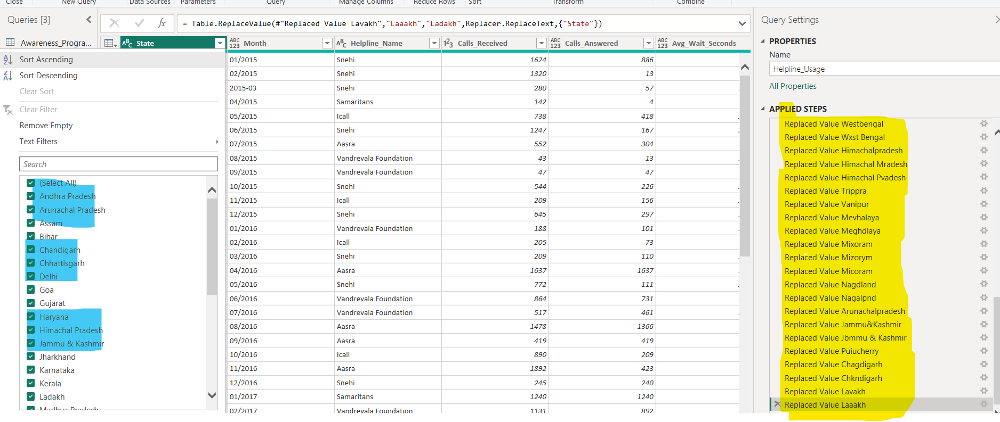 Close New Query Data Sources Parameters Query Manage Columns Reduce Rows Sort Transform Combine
Queries [3]
= Table.ReplaceValue(#"Replaced Value Lavakh","Laaakh","Ladakh",Replacer.ReplaceText,{"State"})
Awareness_Progra...
State Month Helpline_Name Calls_Received Calls_Answered Avg_Wait_Seconds
Sort Ascending
Sort Descending
Clear Sort
Clear Filter
Remove Empty
Text Filters
Search
(Select All)
Andhra Pradesh
Arunachal Pradesh
Assam
Bihar
Chandigarh
Chhattisgarh
Delhi
Goa
Gujarat
Haryana
Himachal Pradesh
Jammu & Kashmir
Jharkhand
Karnataka
Kerala
Ladakh
Madhya Pradesh
01/2015 Snehi 1624 886
02/2015 Snehi 1320 13
2015-03 Snehi 280 57
04/2015 Samaritans 142 4
05/2015 Icall 738 418
06/2015 Snehi 1247 167
07/2015 Aasra 552 304
08/2015 Vandrevala Foundation 43 13
09/2015 Vandrevala Foundation 47 47
10/2015 Snehi 544 226
11/2015 Icall 209 156
12/2015 Snehi 645 297
01/2016 Vandrevala Foundation 188 101
02/2016 Icall 205 73
03/2016 Snehi 209 110
04/2016 Aasra 1637 1637
05/2016 Snehi 772 111
06/2016 Vandrevala Foundation 864 731
07/2016 Vandrevala Foundation 517 461
08/2016 Aasra 1478 1366
09/2016 Aasra 419 419
10/2016 Icall 890 209
11/2016 Aasra 1892 423
12/2016 Snehi 245 240
01/2017 Samaritans 1240 1240
02/2017 Vandrevala Foundation 1131 892
Query Settings
PROPERTIES
Name
Helpline_Usage
All Properties
APPLIED STEPS
Replaced Value Westbengal
Replaced Value Wxst Bengal
Replaced Value Himachalpradesh
Replaced Value Himachal Mradesh
Replaced Value Himachal Pvadesh
Replaced Value Trippra
Replaced Value Vanipur
Replaced Value Mevhalaya
Replaced Value Meghdlaya
Replaced Value Mixoram
Replaced Value Mizorym
Replaced Value Micoram
Replaced Value Nagdland
Replaced Value Nagalpnd
Replaced Value Arunachalpradesh
Replaced Value Jammu&Kashmir
Replaced Value Jbmmu & Kashmir
Replaced Value Puiucherry
Replaced Value Chagdigarh
Replaced Value Chkndigarh
Replaced Value Lavakh
Replaced Value Laaakh